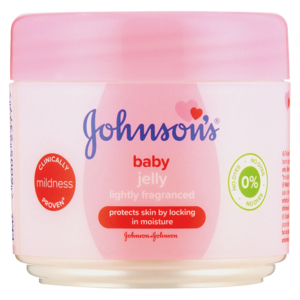 Johnson's
baby
jelly
lightly fragranced
CLINICALLY
mildness
PROVEN
0%
protects skin by locking
in moisture
Johnson & Johnson